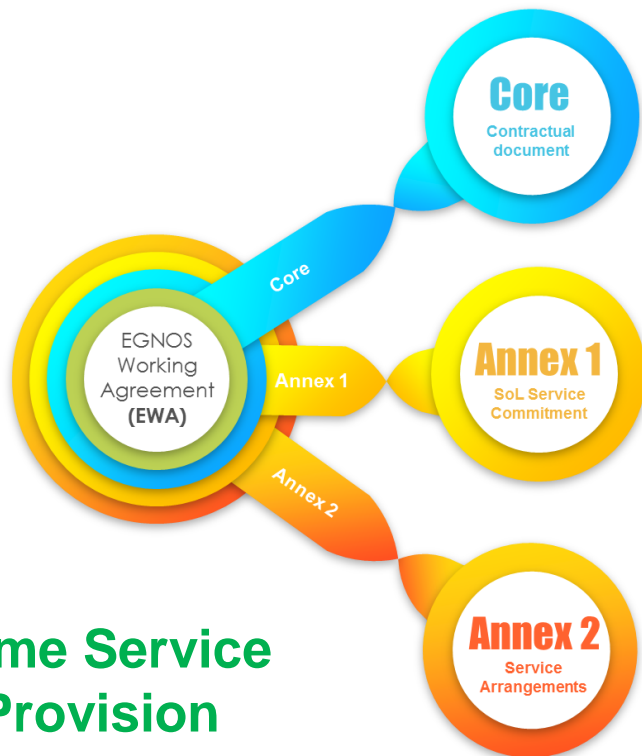 Core
Contractual
document
Core
EGNOS
Working
Agreement
(EWA)
Annex 1
Annex 1
SoL Service
Commitment
Annex 2
Annex 2
Service
Arrangements
me Service
Provision